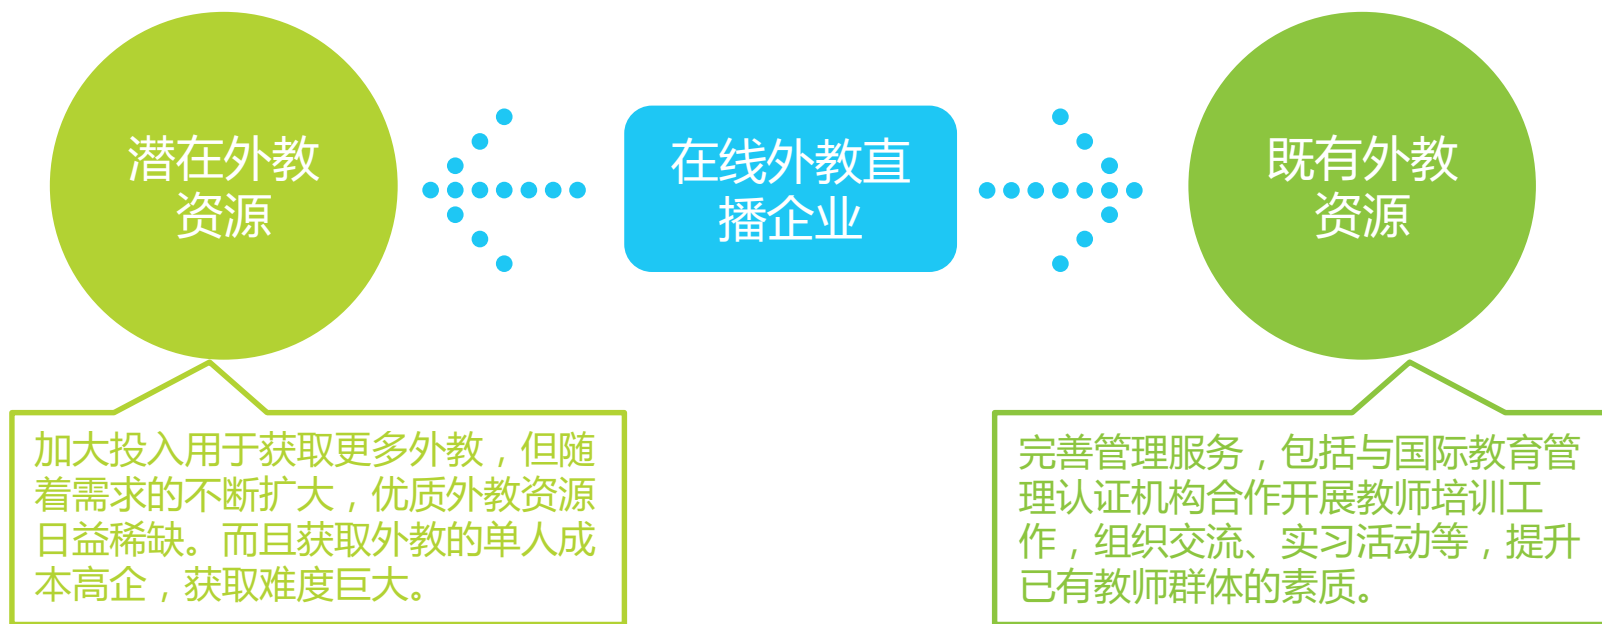 潜在外教
资源
在线外教直
播企业
既有外教
资源
加大投入用于获取更多外教，但随
着需求的不断扩大，优质外教资源
日益稀缺。而且获取外教的单人成
本高企，获取难度巨大。
完善管理服务，包括与国际教育管
理认证机构合作开展教师培训工
作，组织交流、实习活动等，提升
已有教师群体的素质。